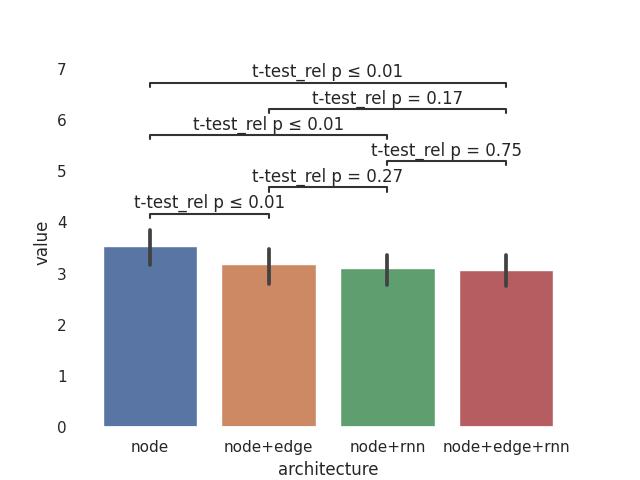 7
t-test_rel p ≤ 0.01
t-test_rel p = 0.17
6
t-test_rel p ≤ 0.01
t-test_rel p = 0.75
5
t-test_rel p = 0.27
t-test_rel p ≤ 0.01
4
value
3
2
1
0
node node+edge node+rnn node+edge+rnn
architecture